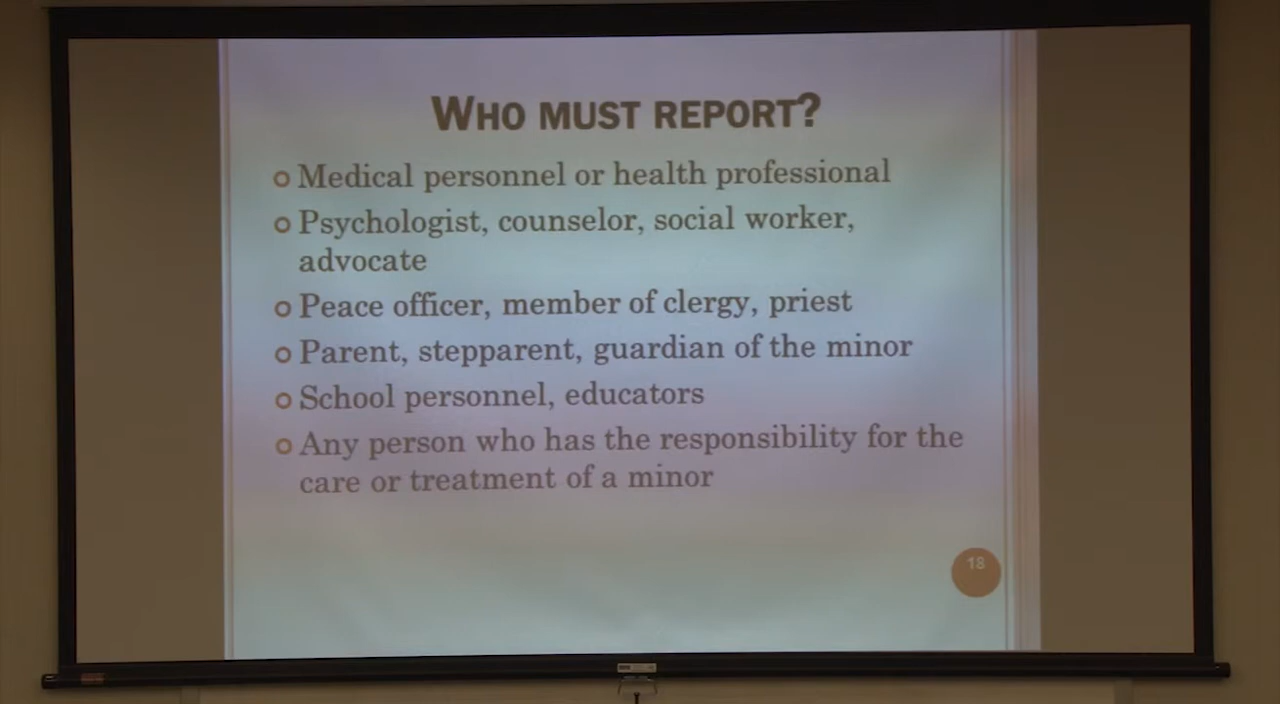 WHO MUST REPORT?
Medical personnel or health professional
Psychologist, counselor, social worker,
advocate
Peace officer, member of clergy, priest
Parent, stepparent, guardian of the minor
School personnel, educators
Any person who has the responsibility for the
care or treatment of a minor
18